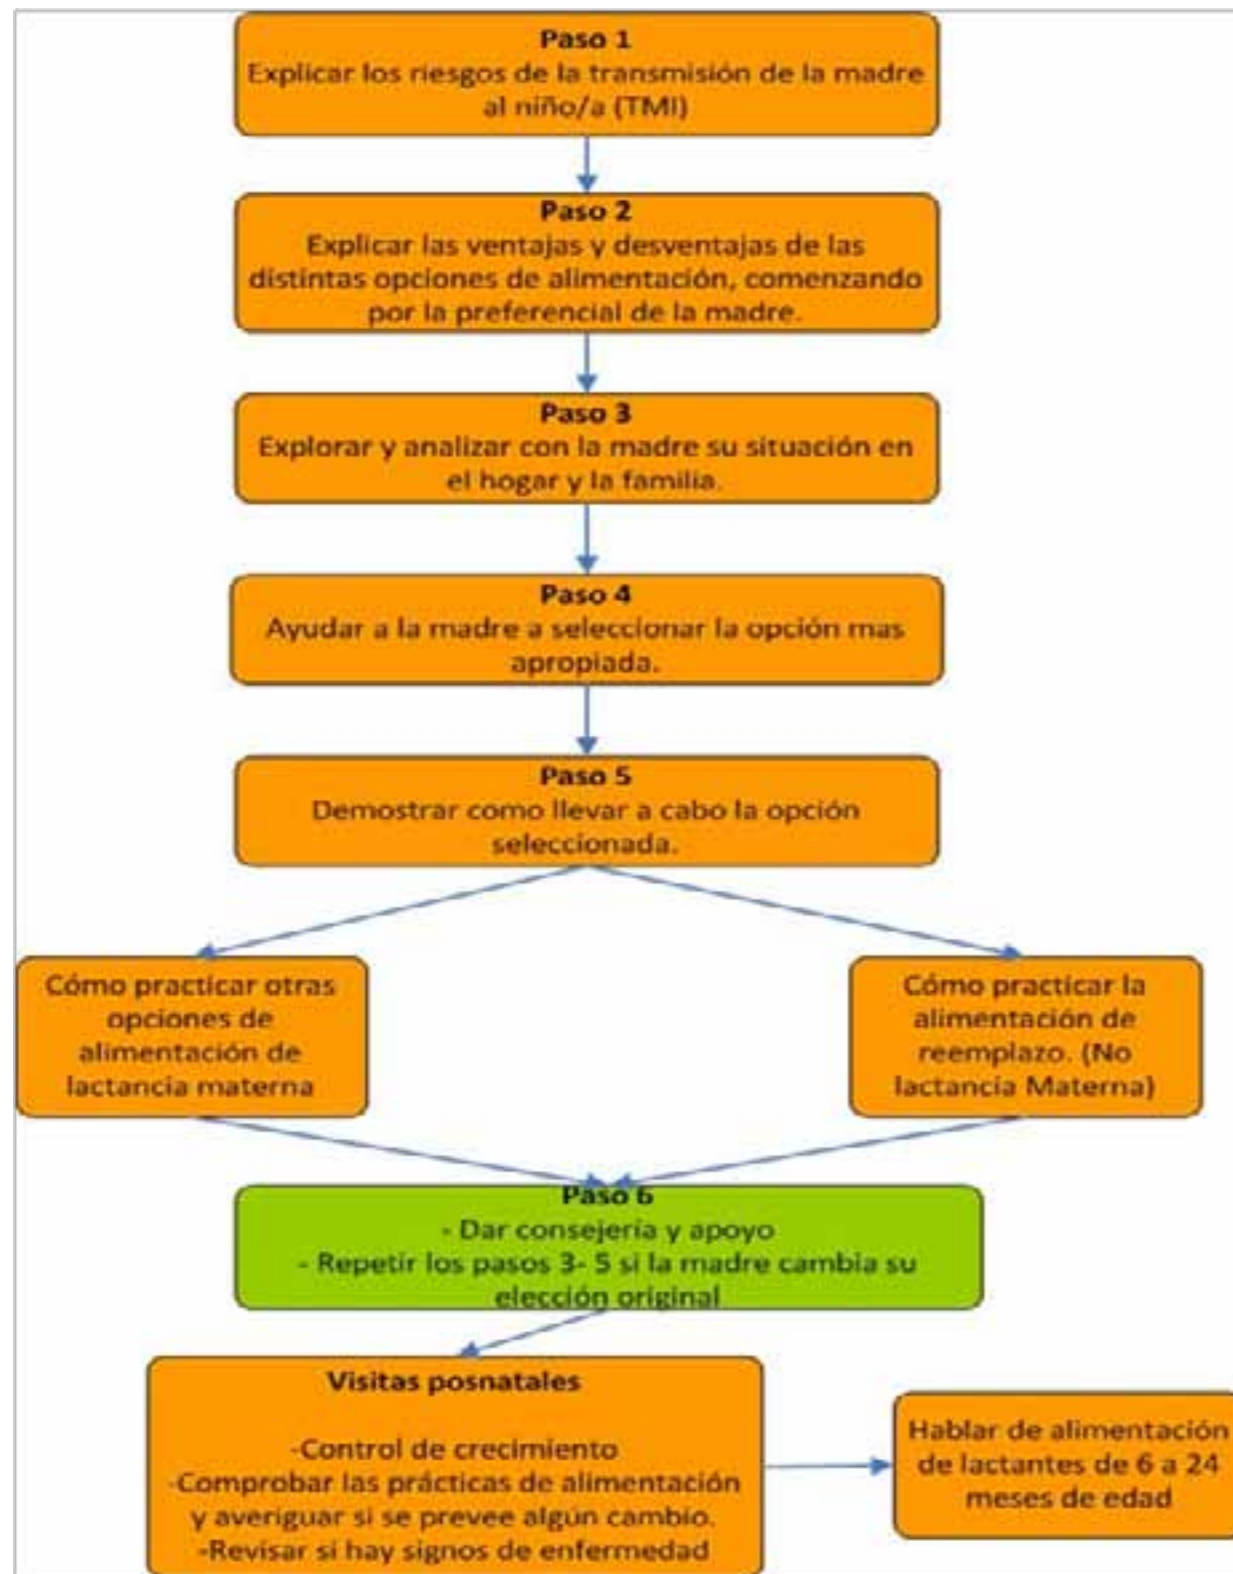 Paso 1
Explicar los riesgos de la transmisión de la madre
al niño/a (TMI)
Paso 2
Explicar las ventajas y desventajas de las
distintas opciones de alimentación, comenzando
por la preferencial de la madre.
Paso 3
Explorar y analizar con la madre su situación en
el hogar y la familia.
Paso 4
Ayudar a la madre a seleccionar la opción mas
apropiada.
Paso 5
Demostrar como llevar a cabo la opción
seleccionada.
Cómo practicar otras
opciones de
alimentación de
lactancia materna
Cómo practicar la
alimentación de
reemplazo. (No
lactancia Materna)
Paso 6
- Dar consejería y apoyo
- Repetir los pasos 3- 5 si la madre cambia su
elección original
Visitas posnatales
-Control de crecimiento
-Comprobar las prácticas de alimentación
y averiguar si se prevee algún cambio.
-Revisar si hay signos de enfermedad
Hablar de alimentación
de lactantes de 6 a 24
meses de edad